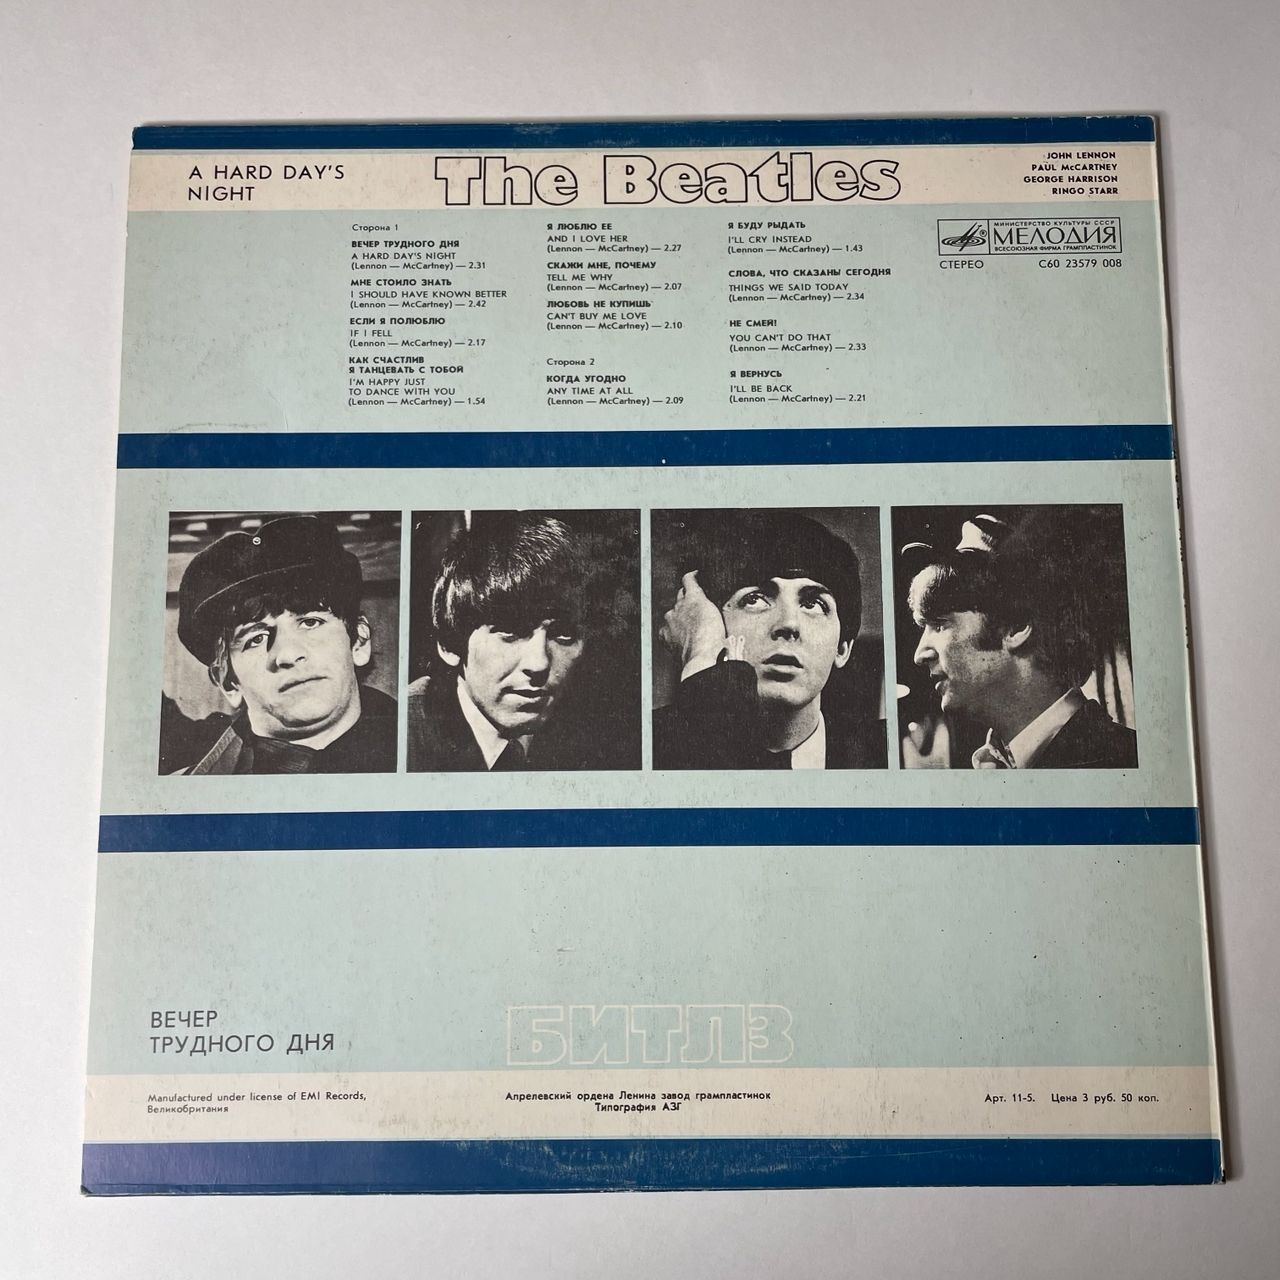 A HARD DAY'S
NIGHT
The Beatles
JOHN LENNON
PAUL McCARTNEY
GEORGE HARRISON
RINGO STARR
Сторона 1
ВЕЧЕР ТРУДНОГО ДНЯ
A HARD DAY'S NIGHT
(Lennon — McCartney) — 2.31
МНЕ СТОИЛО ЗНАТЬ
I SHOULD HAVE KNOWN BETTER
(Lennon — McCartney) — 2.42
ЕСЛИ Я ПОЛЮБЛЮ
IF I FELL
(Lennon — McCartney) — 2.17
КАК СЧАСТЛИВ
Я ТАНЦЕВАТЬ С ТОБОЙ
I'M HAPPY JUST
TO DANCE WITH YOU
(Lennon — McCartney) — 1.54
Я ЛЮБЛЮ ЕЕ
AND I LOVE HER
(Lennon — McCartney) — 2.27
СКАЖИ МНЕ, ПОЧЕМУ
TELL ME WHY
(Lennon — McCartney) — 2.07
ЛЮБОВЬ НЕ КУПИШЬ
CAN'T BUY ME LOVE
(Lennon — McCartney) — 2.10
Сторона 2
КОГДА УГОДНО
ANY TIME AT ALL
(Lennon — McCartney) — 2.09
Я БУДУ РЫДАТЬ
I'LL CRY INSTEAD
(Lennon — McCartney) — 1.43
СЛОВА, ЧТО СКАЗАНЫ СЕГОДНЯ
THINGS WE SAID TODAY
(Lennon — McCartney) — 2.34
НЕ СМЕЙ!
YOU CAN'T DO THAT
(Lennon — McCartney) — 2.33
Я ВЕРНУСЬ
I'LL BE BACK
(Lennon — McCartney) — 2.21
МИНИСТЕРСТВО КУЛЬТУРЫ СССР
МЕЛОДИЯ
ВСЕСОЮЗНАЯ ФИРМА ГРАМПЛАСТИНОК
СТЕРЕО С60 23579 008
ВЕЧЕР
ТРУДНОГО ДНЯ
БИТЛЗ
Manufactured under license of EMI Records,
Великобритания
Апрелевский ордена Ленина завод грампластинок
Типография АЗГ
Арт. 11-5. Цена 3 руб. 50 коп.